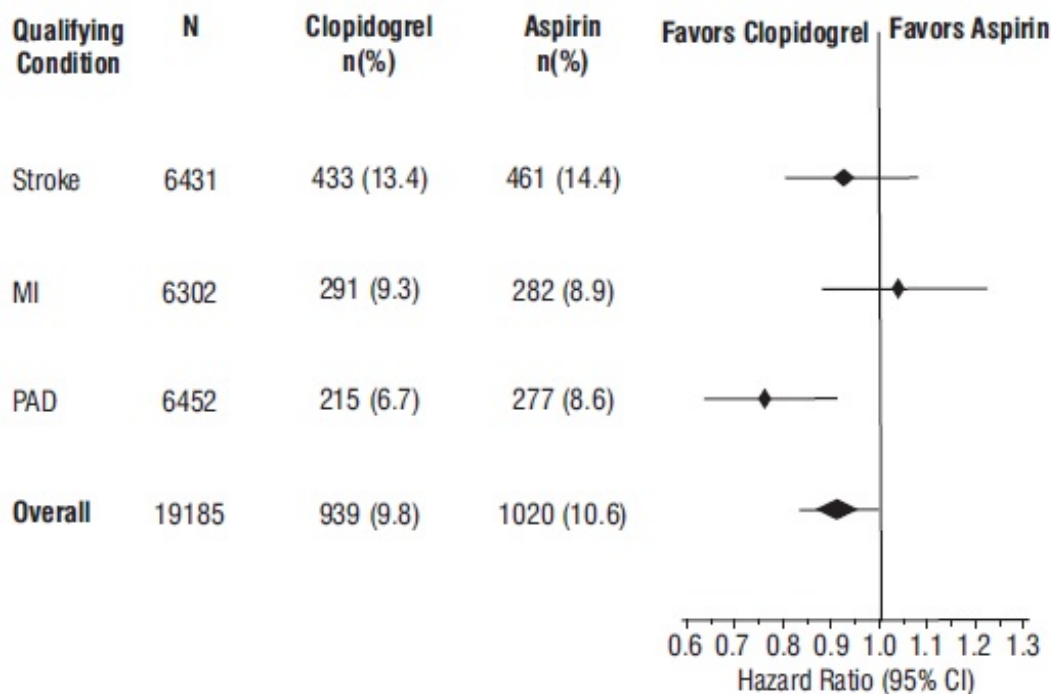 Qualifying Condition N Clopidogrel n(%) Aspirin n(%) Favors Clopidogrel Favors Aspirin
Stroke 6431 433 (13.4) 461 (14.4)
MI 6302 291 (9.3) 282 (8.9)
PAD 6452 215 (6.7) 277 (8.6)
Overall 19185 939 (9.8) 1020 (10.6)
0.6 0.7 0.8 0.9 1.0 1.1 1.2 1.3
Hazard Ratio (95% CI)